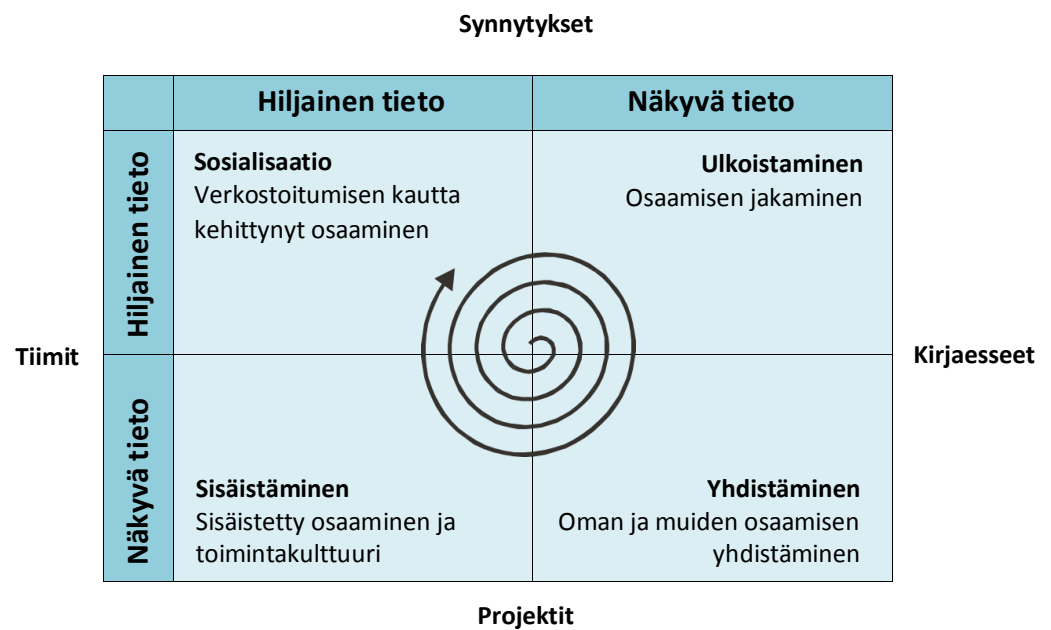 Synnytykset
Hiljainen tieto
Näkyvä tieto
Hiljainen tieto
Sosialisaatio
Verkostoitumisen kautta
kehittynyt osaaminen
Ulkoistaminen
Osaamisen jakaminen
Tiimit
Kirjaesseet
Näkyvä tieto
Sisäistäminen
Sisäistetty osaaminen ja
toimintakulttuuri
Yhdistäminen
Oman ja muiden osaamisen
yhdistäminen
Projektit